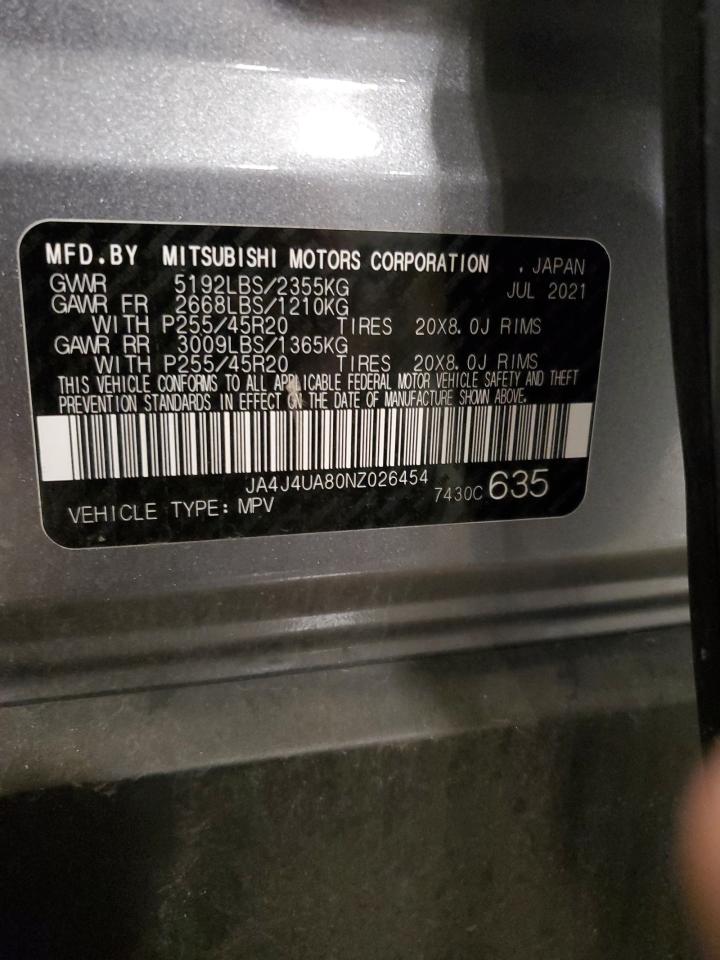 MFD.BY MITSUBISHI MOTORS CORPORATION , JAPAN
GVWR 5192LBS/2355KG JUL 2021
GAWR FR 2668LBS/1210KG
WITH P255/45R20 TIRES 20X8.0J RIMS
GAWR RR 3009LBS/1365KG
WITH P255/45R20 TIRES 20X8.0J RIMS
THIS VEHICLE CONFORMS TO ALL APPLICABLE FEDERAL MOTOR VEHICLE SAFETY AND THEFT
PREVENTION STANDARDS IN EFFECT ON THE DATE OF MANUFACTURE SHOWN ABOVE.
JA4J4UA80NZ026454
VEHICLE TYPE: MPV 7430C 635